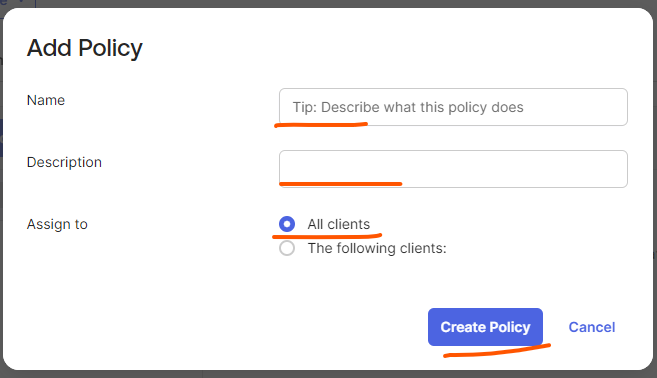 Add Policy
Name
Tip: Describe what this policy does
Description
Assign to
All clients
The following clients:
Create Policy
Cancel